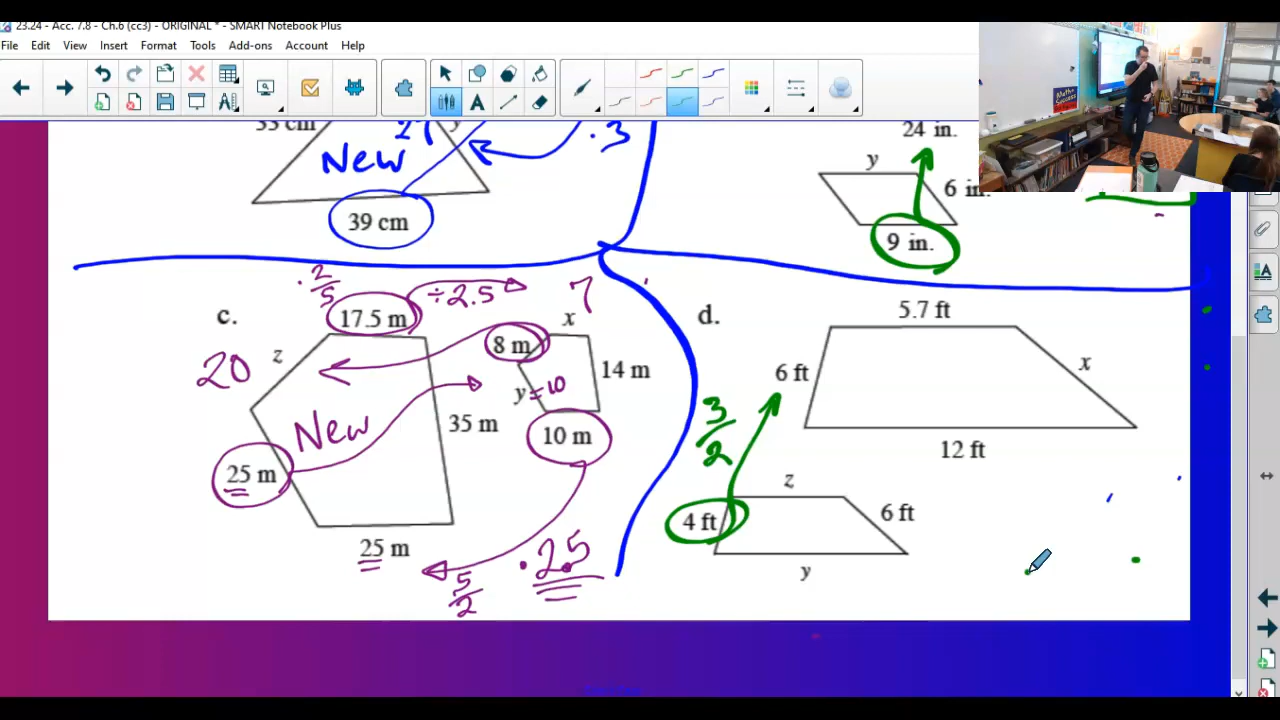 23.24 - Acc. 7.8 - Ch.6 (cc3) - ORIGINAL * - SMART Notebook Plus
File Edit View Insert Format Tools Add-ons Account Help
Maths Success
33 cm
New
.3
39 cm
24 in.
y
6 in.
9 in.
c.
· 2/5
17.5 m
÷2.5
7
x
8 m
14 m
20
z
y = 10
New
35 m
10 m
25 m
25 m
5/2
· 2.5
d.
5.7 ft
6 ft
x
12 ft
3/2
z
4 ft
6 ft
y